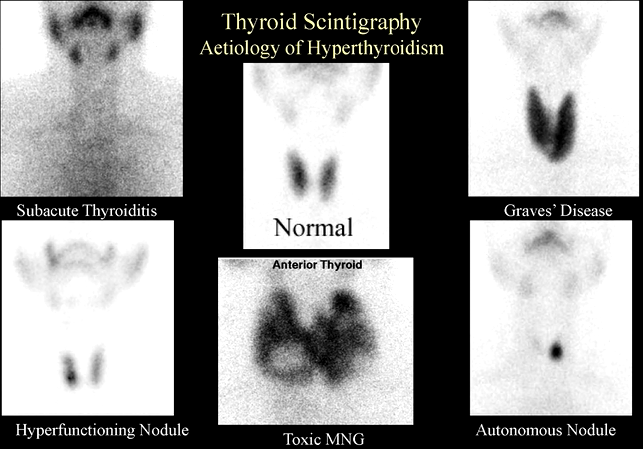 Thyroid Scintigraphy
Aetiology of Hyperthyroidism
Subacute Thyroiditis
Normal
Graves' Disease
Anterior Thyroid
Hyperfunctioning Nodule
Toxic MNG
Autonomous Nodule